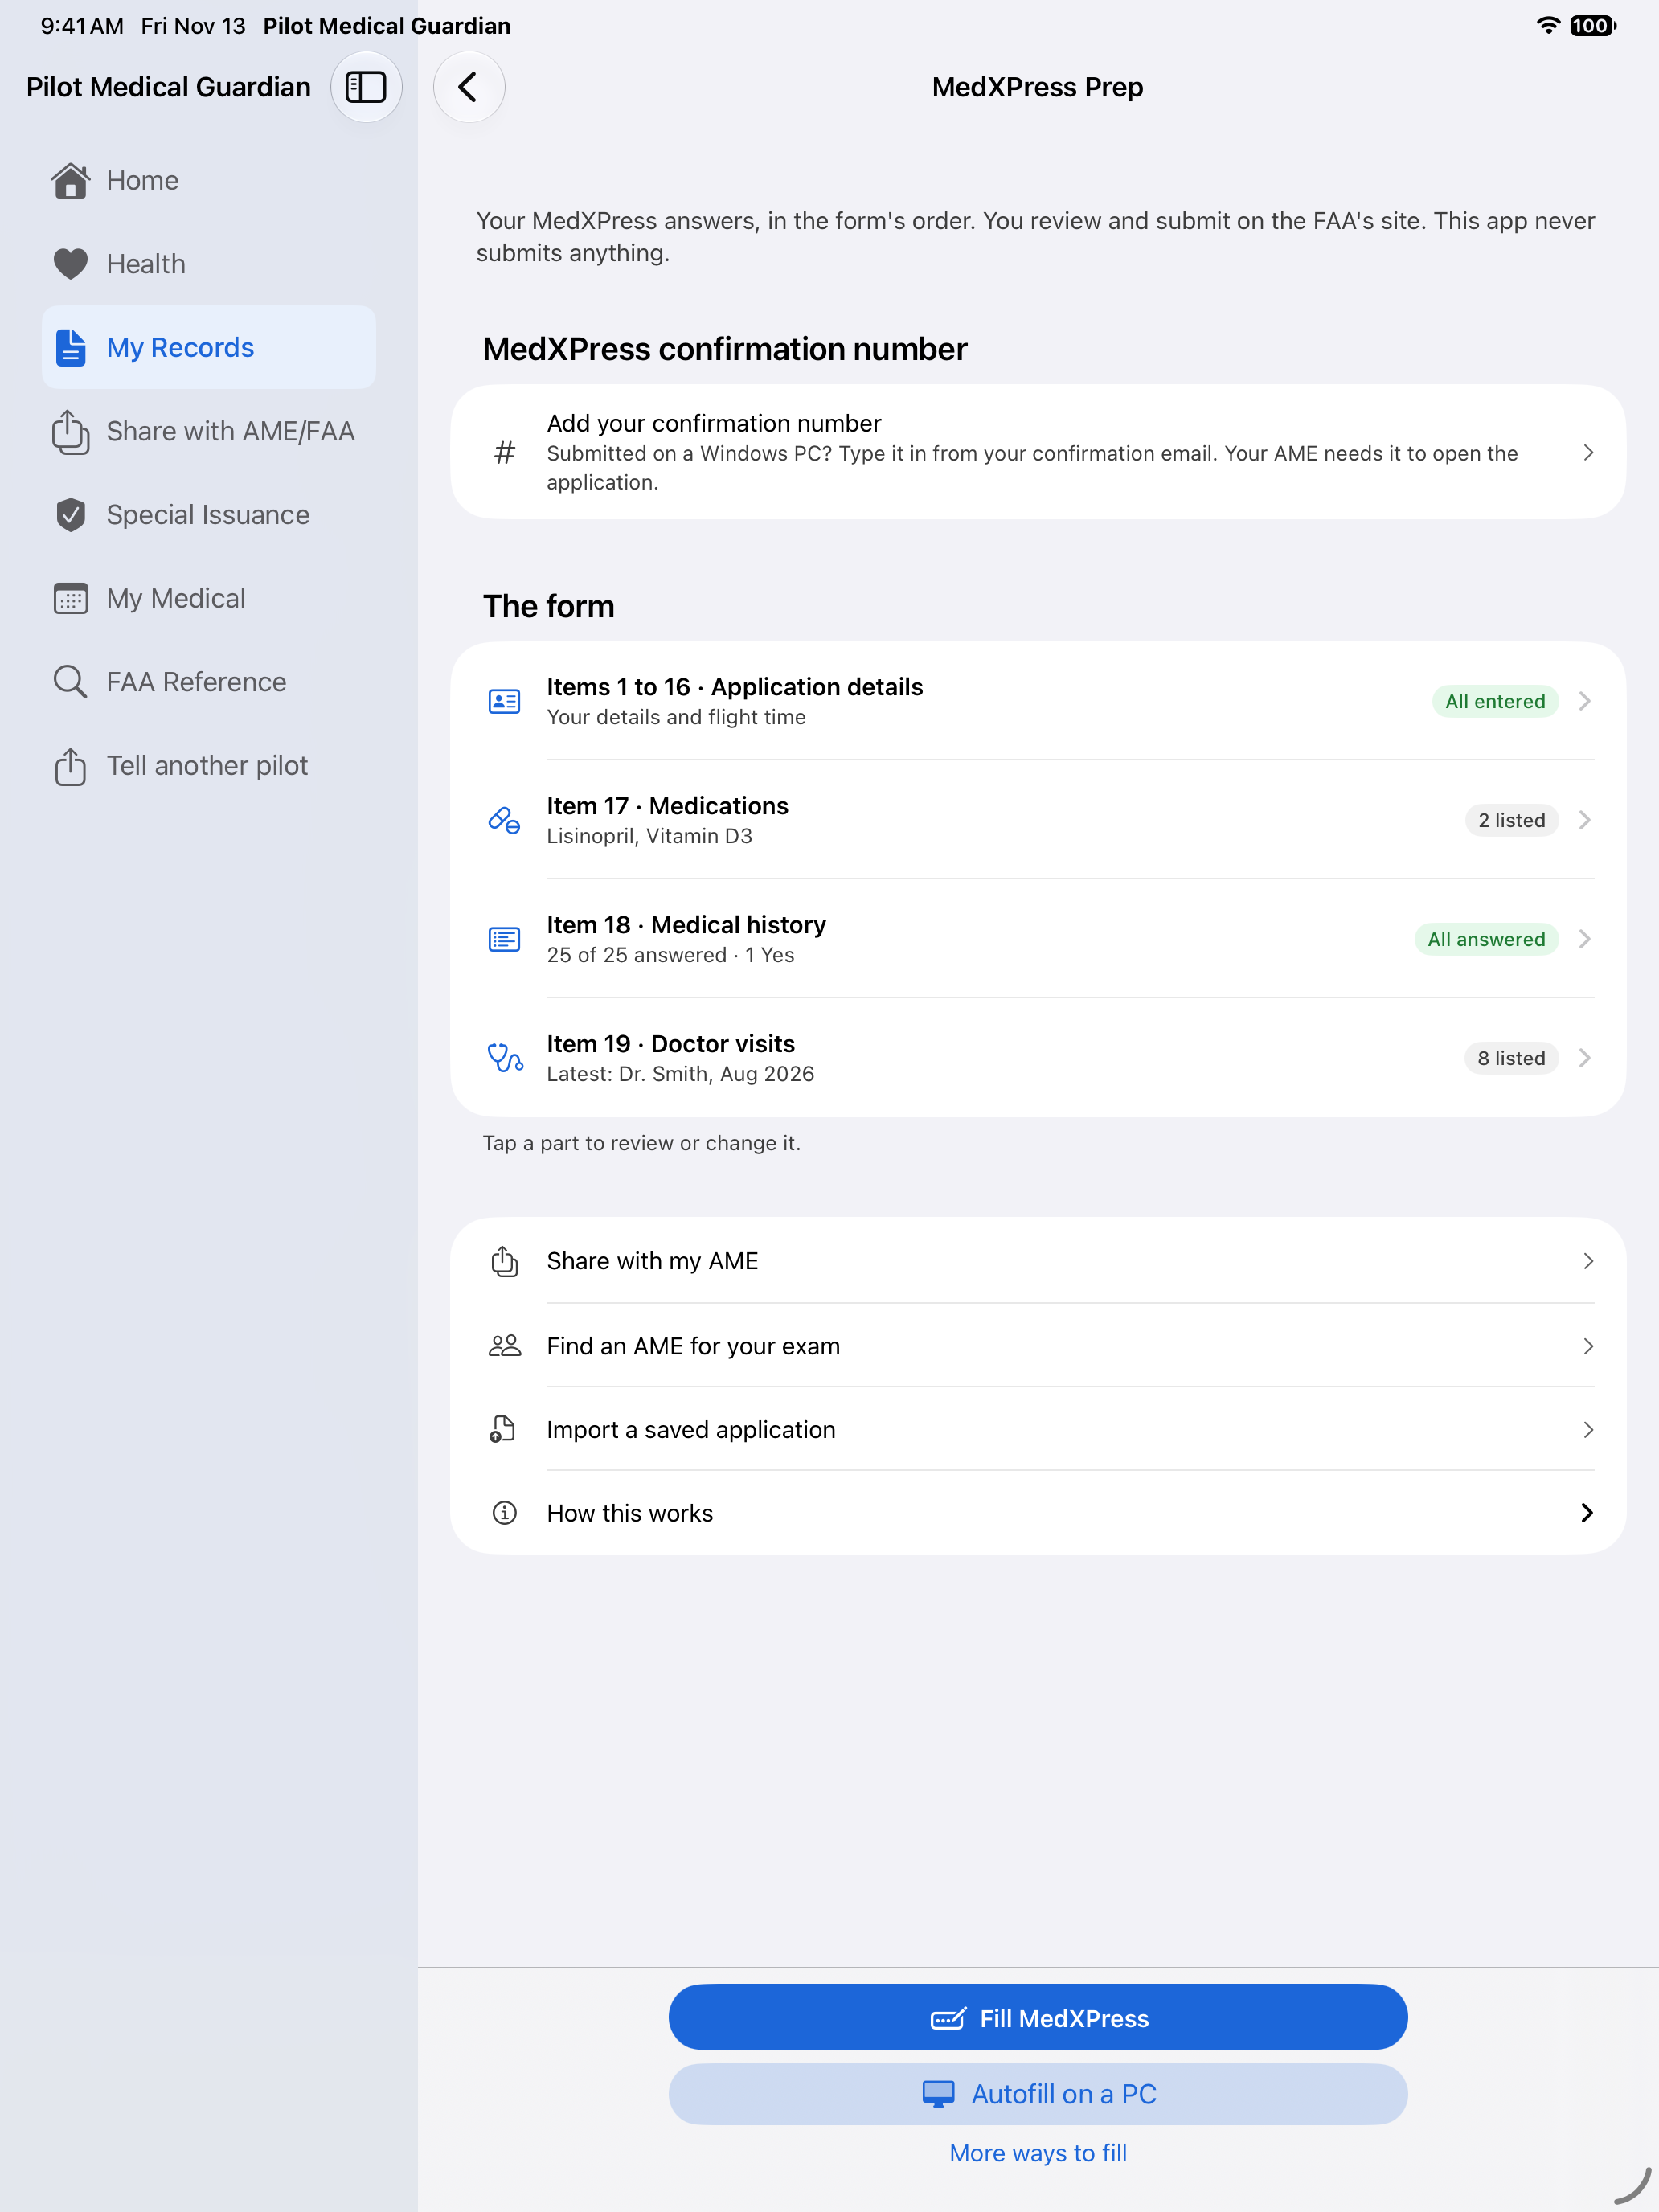 9:41 AM Fri Nov 13 Pilot Medical Guardian
100
Pilot Medical Guardian
Home
Health
My Records
Share with AME/FAA
Special Issuance
My Medical
FAA Reference
Tell another pilot
MedXPress Prep
Your MedXPress answers, in the form's order. You review and submit on the FAA's site. This app never
submits anything.
MedXPress confirmation number
#
Add your confirmation number
Submitted on a Windows PC? Type it in from your confirmation email. Your AME needs it to open the
application.
The form
Items 1 to 16 · Application details
Your details and flight time
All entered
Item 17 · Medications
Lisinopril, Vitamin D3
2 listed
Item 18 · Medical history
25 of 25 answered · 1 Yes
All answered
Item 19 · Doctor visits
Latest: Dr. Smith, Aug 2026
8 listed
Tap a part to review or change it.
Share with my AME
Find an AME for your exam
Import a saved application
How this works
Fill MedXPress
Autofill on a PC
More ways to fill